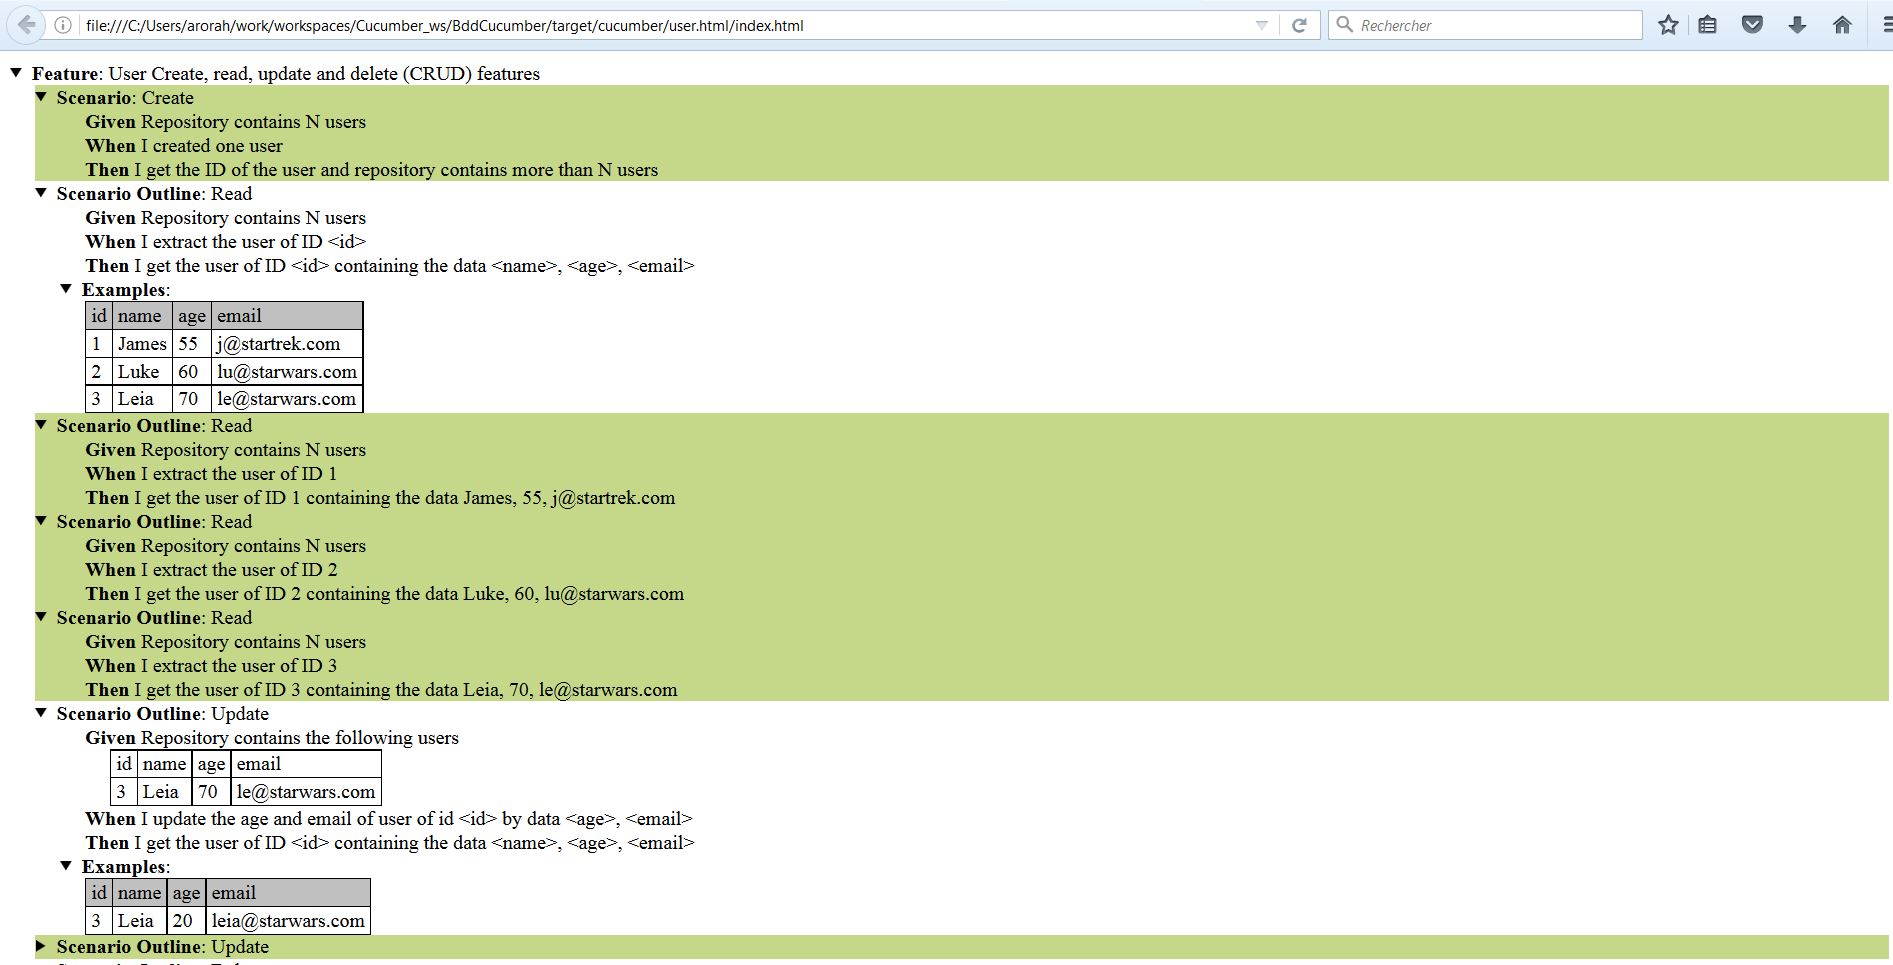 file:///C:/Users/arorah/work/workspaces/Cucumber_ws/BddCucumber/target/cucumber/user.html/index.html Rechercher
Feature: User Create, read, update and delete (CRUD) features
Scenario: Create
Given Repository contains N users
When I created one user
Then I get the ID of the user and repository contains more than N users
Scenario Outline: Read
Given Repository contains N users
When I extract the user of ID <id>
Then I get the user of ID <id> containing the data <name>, <age>, <email>
Examples:
id name age email
1 James 55 j@startrek.com
2 Luke 60 lu@starwars.com
3 Leia 70 le@starwars.com
Scenario Outline: Read
Given Repository contains N users
When I extract the user of ID 1
Then I get the user of ID 1 containing the data James, 55, j@startrek.com
Scenario Outline: Read
Given Repository contains N users
When I extract the user of ID 2
Then I get the user of ID 2 containing the data Luke, 60, lu@starwars.com
Scenario Outline: Read
Given Repository contains N users
When I extract the user of ID 3
Then I get the user of ID 3 containing the data Leia, 70, le@starwars.com
Scenario Outline: Update
Given Repository contains the following users
id name age email
3 Leia 70 le@starwars.com
When I update the age and email of user of id <id> by data <age>, <email>
Then I get the user of ID <id> containing the data <name>, <age>, <email>
Examples:
id name age email
3 Leia 20 leia@starwars.com
Scenario Outline: Update